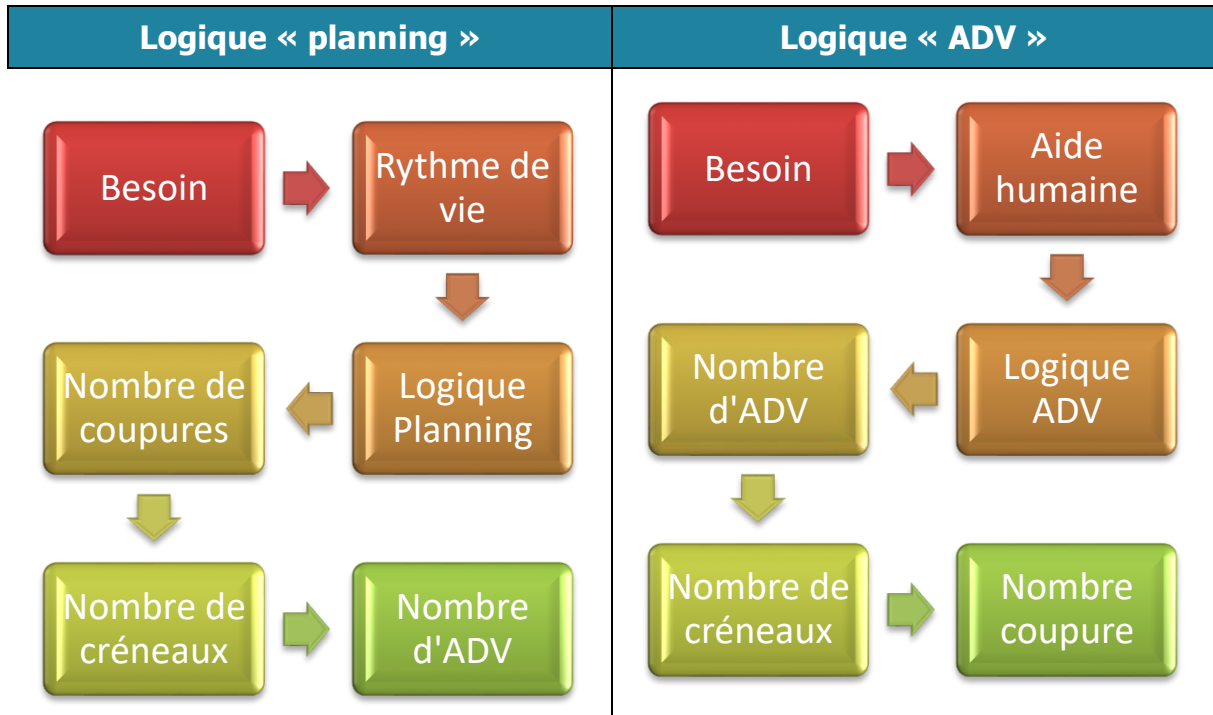 Logique « planning »
Besoin
Rythme de
vie
Nombre de
coupures
Logique
Planning
Nombre de
créneaux
Nombre
d'ADV
Logique « ADV »
Besoin
Aide
humaine
Nombre
d'ADV
Logique
ADV
Nombre de
créneaux
Nombre
coupure